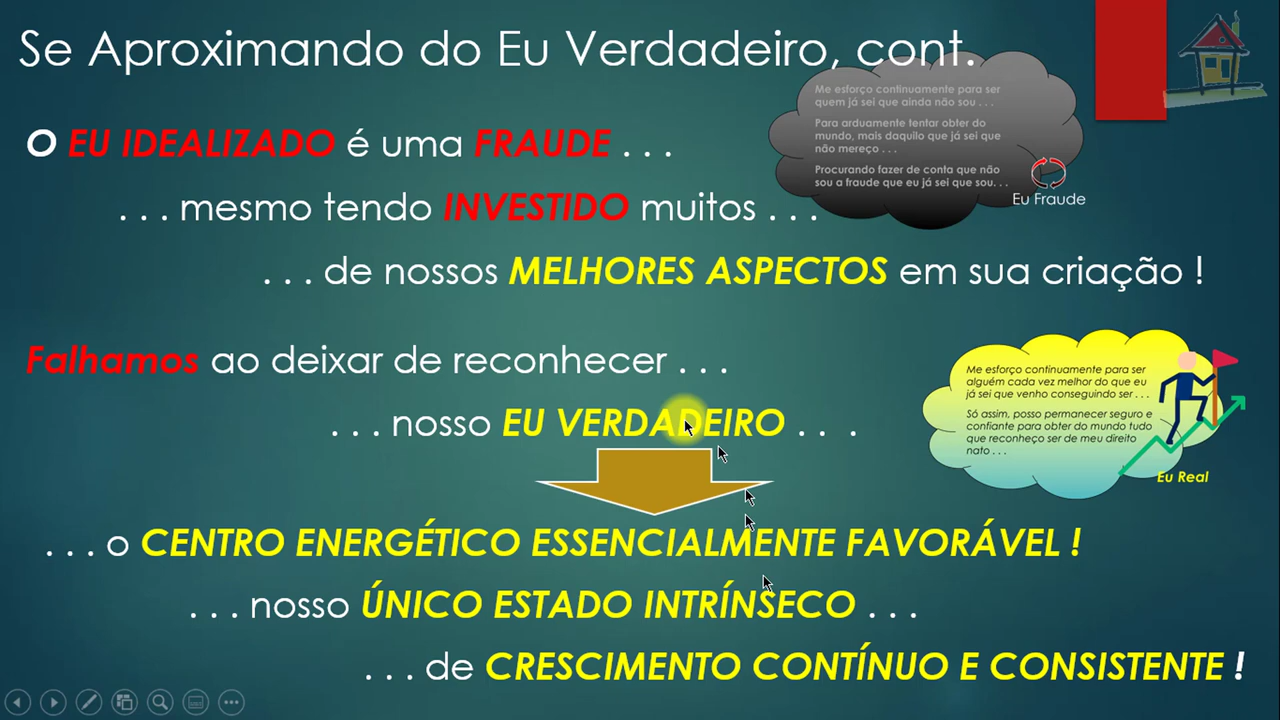 Se Aproximando do Eu Verdadeiro, cont.
Me esforço continuamente para ser
quem já sei que ainda não sou . . .
Para arduamente tentar obter do
mundo, mais daquilo que já sei que
não mereço . . .
Procurando fazer de conta que não
sou a fraude que eu já sei que sou. . .
Eu Fraude
O EU IDEALIZADO é uma FRAUDE . . .
. . . mesmo tendo INVESTIDO muitos . . .
. . . de nossos MELHORES ASPECTOS em sua criação !
Falhamos ao deixar de reconhecer . . .
. . . nosso EU VERDADEIRO . . .
Me esforço continuamente para ser
alguém cada vez melhor do que eu
já sei que venho conseguindo ser . . .
Só assim, posso permanecer seguro e
confiante para obter do mundo tudo
que reconheço ser de meu direito
nato . . .
Eu Real
. . . o CENTRO ENERGÉTICO ESSENCIALMENTE FAVORÁVEL !
. . . nosso ÚNICO ESTADO INTRÍNSECO . . .
. . . de CRESCIMENTO CONTÍNUO E CONSISTENTE !